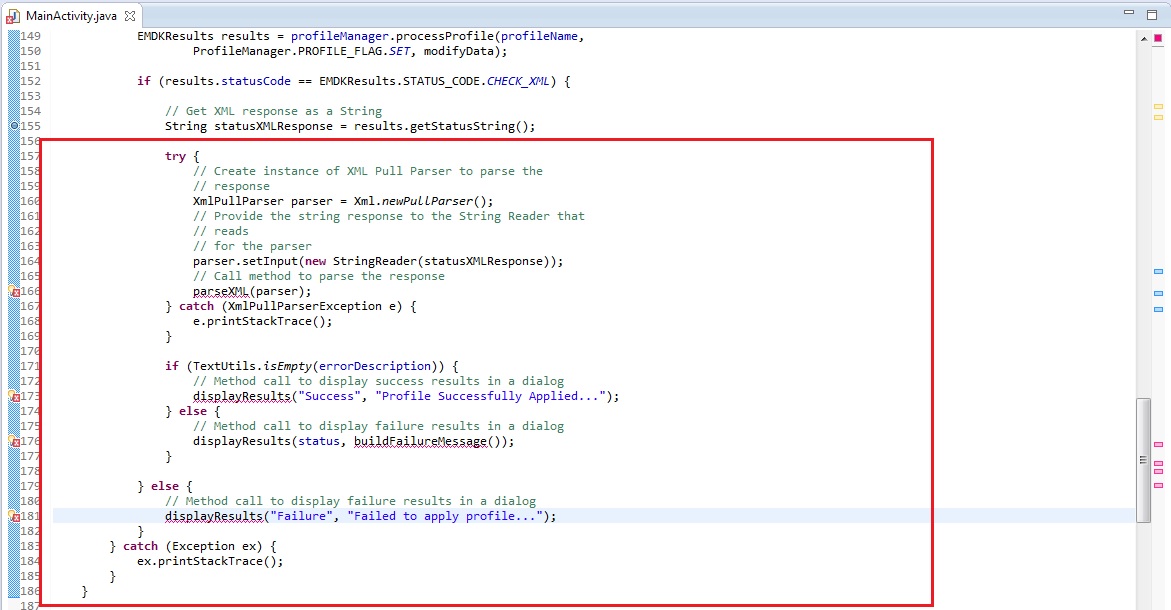 MainActivity.java
149 EMDKResults results = profileManager.processProfile(profileName,
150 ProfileManager.PROFILE_FLAG.SET, modifyData);
151
152 if (results.statusCode == EMDKResults.STATUS_CODE.CHECK_XML) {
153
154 // Get XML response as a String
155 String statusXMLResponse = results.getStatusString();
156
157 try {
158 // Create instance of XML Pull Parser to parse the
159 // response
160 XmlPullParser parser = Xml.newPullParser();
161 // Provide the string response to the String Reader that
162 // reads
163 // for the parser
164 parser.setInput(new StringReader(statusXMLResponse));
165 // Call method to parse the response
166 parseXML(parser);
167 } catch (XmlPullParserException e) {
168 e.printStackTrace();
169 }
170
171 if (TextUtils.isEmpty(errorDescription)) {
172 // Method call to display success results in a dialog
173 displayResults("Success", "Profile Successfully Applied...");
174 } else {
175 // Method call to display failure results in a dialog
176 displayResults(status, buildFailureMessage());
177 }
178
179 } else {
180 // Method call to display failure results in a dialog
181 displayResults("Failure", "Failed to apply profile...");
182 }
183 } catch (Exception ex) {
184 ex.printStackTrace();
185 }
186 }
187